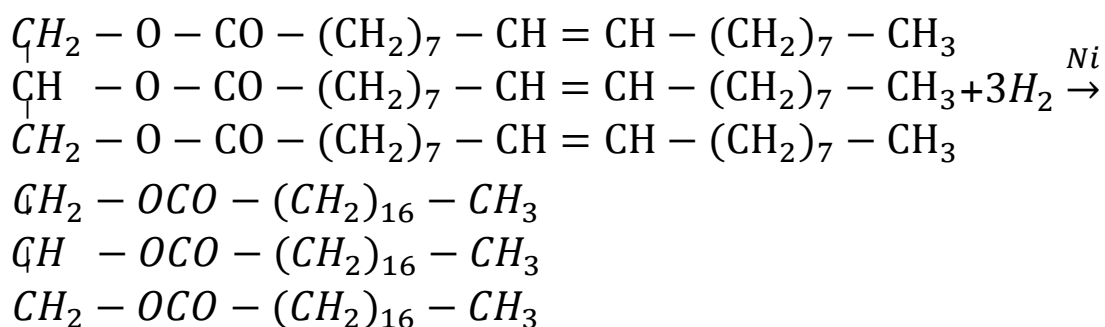 CH₂ − O − CO − (CH₂)₇ − CH = CH − (CH₂)₇ − CH₃
CH − O − CO − (CH₂)₇ − CH = CH − (CH₂)₇ − CH₃+3H₂ →Ni
CH₂ − O − CO − (CH₂)₇ − CH = CH − (CH₂)₇ − CH₃
CH₂ − OCO − (CH₂)₁₆ − CH₃
CH − OCO − (CH₂)₁₆ − CH₃
CH₂ − OCO − (CH₂)₁₆ − CH₃